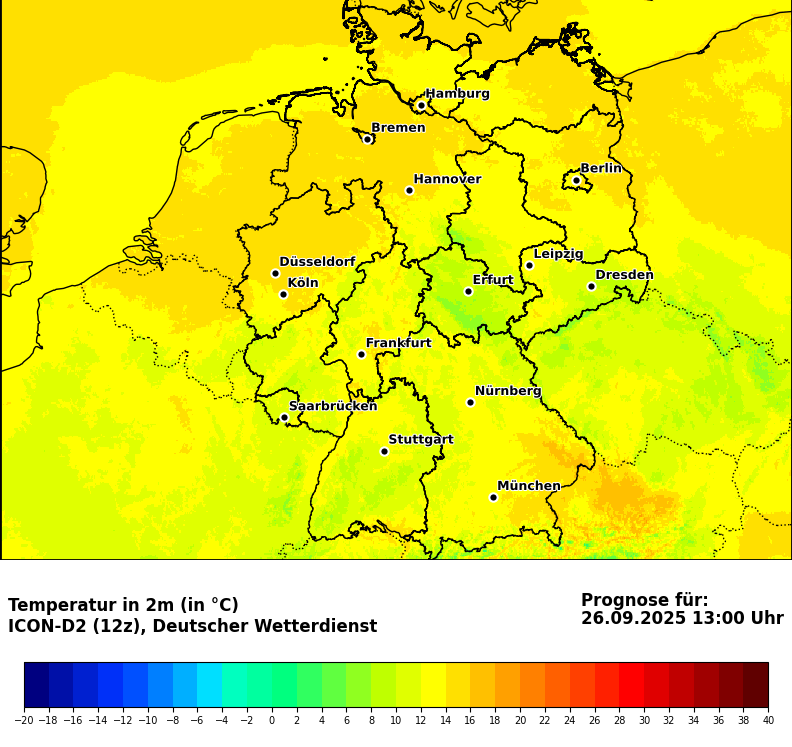 Hamburg
Bremen
Berlin
Hannover
Leipzig
Düsseldorf
Dresden
Köln
Erfurt
Frankfurt
Nürnberg
Saarbrücken
Stuttgart
München
Temperatur in 2m (in °C)
ICON-D2 (12z), Deutscher Wetterdienst
Prognose für:
26.09.2025 13:00 Uhr
−20 −18 −16 −14 −12 −10 −8 −6 −4 −2 0 2 4 6 8 10 12 14 16 18 20 22 24 26 28 30 32 34 36 38 40